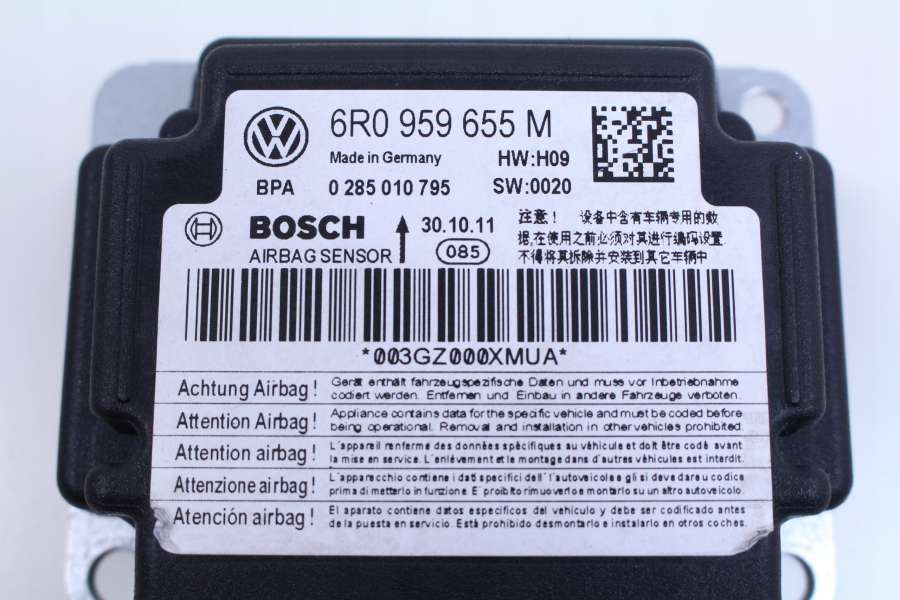 6R0 959 655 M
Made in Germany HW:H09
BPA 0 285 010 795 SW:0020
BOSCH 30.10.11
AIRBAG SENSOR 085
注意！ 设备中含有车辆专用的数
据,在使用之前必须对其进行编码设置
不得将其拆除并安装到其它车辆中
*003GZ000XMUA*
Achtung Airbag! Gerät enthält fahrzeugspezifische Daten und muss vor Inbetriebnahme
codiert werden. Entfernen und Einbau in andere Fahrzeuge verboten.
Attention Airbag! Appliance contains data for the specific vehicle and must be coded before
being operational. Removal and installation in other vehicles prohibited.
Attention airbag! L'appareil renferme des données spécifiques au véhicule et doit être codé avant
la mise en service. L'enlèvement et le montage dans d'autres véhicules est interdit.
Attenzione airbag! L'apparecchio contiene i dati specifici dell'l'autoveicolo e gli si deve dare u codice
prima di metterlo in funzione. E' proibito rimuoverlo e montarlo su un altro autoveicolo.
Atención airbag! El aparato contiene datos especificos del vehiculo y debe ser codificado antes
de la puesta en servicio. Está prohibido desmontarlo e instalarlo en otros coches.